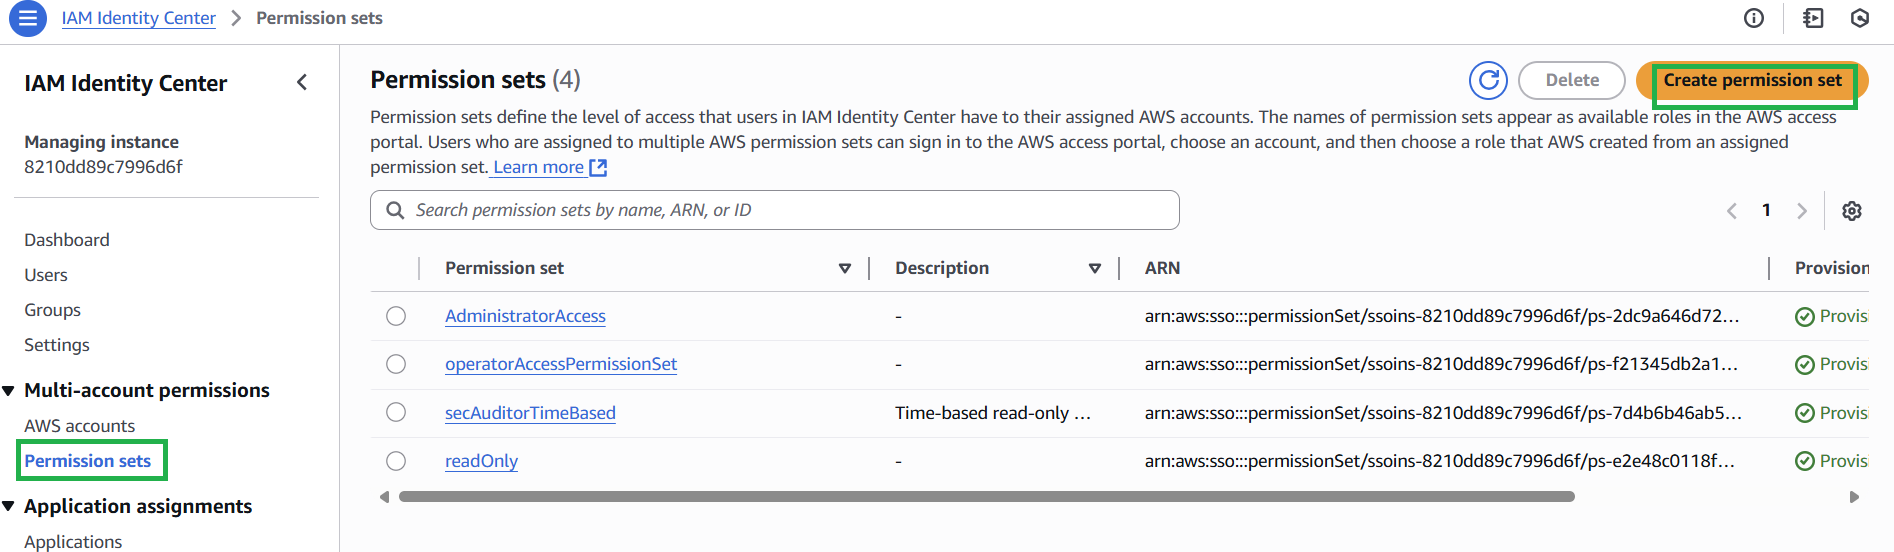 IAM Identity Center > Permission sets
IAM Identity Center
Managing instance
8210dd89c7996d6f
Dashboard
Users
Groups
Settings
Multi-account permissions
AWS accounts
Permission sets
Application assignments
Applications
Permission sets (4)
Delete
Create permission set
Permission sets define the level of access that users in IAM Identity Center have to their assigned AWS accounts. The names of permission sets appear as available roles in the AWS access
portal. Users who are assigned to multiple AWS permission sets can sign in to the AWS access portal, choose an account, and then choose a role that AWS created from an assigned
permission set. Learn more
Search permission sets by name, ARN, or ID
1
Permission set Description ARN Provision
AdministratorAccess - arn:aws:sso:::permissionSet/ssoins-8210dd89c7996d6f/ps-2dc9a646d72… Provisi
operatorAccessPermissionSet - arn:aws:sso:::permissionSet/ssoins-8210dd89c7996d6f/ps-f21345db2a1… Provisi
secAuditorTimeBased Time-based read-only … arn:aws:sso:::permissionSet/ssoins-8210dd89c7996d6f/ps-7d4b6b46ab5… Provisi
readOnly - arn:aws:sso:::permissionSet/ssoins-8210dd89c7996d6f/ps-e2e48c0118f… Provisi